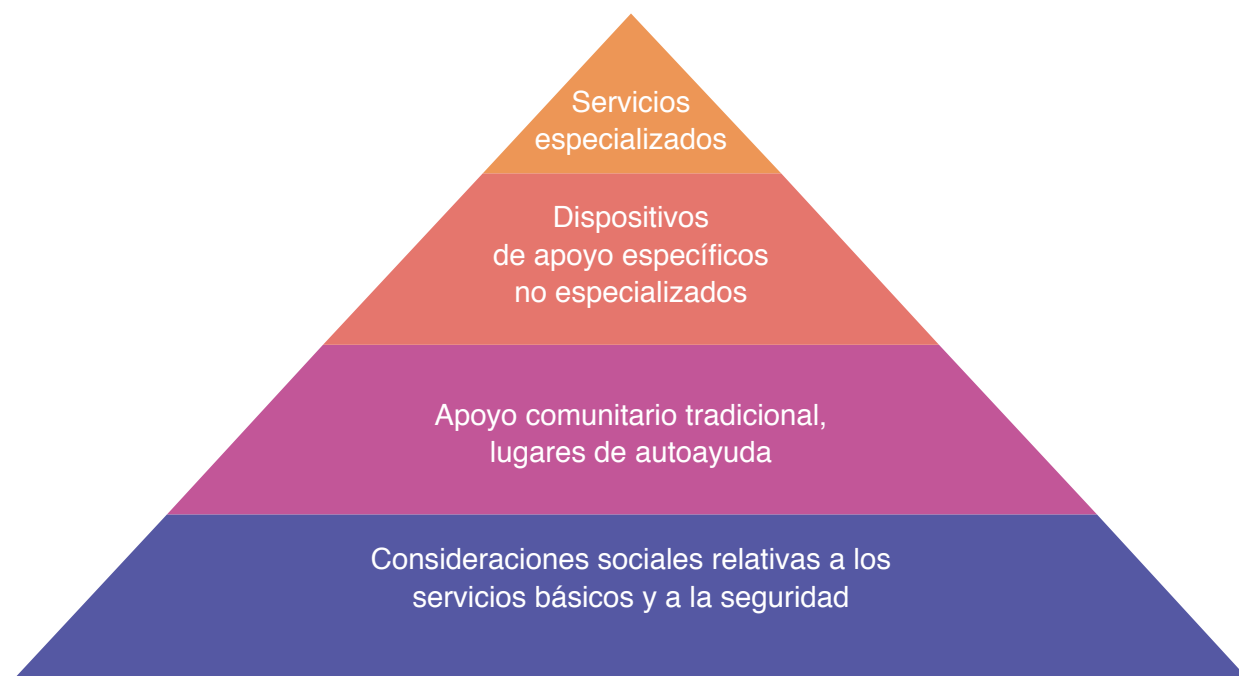 Servicios
especializados
Dispositivos
de apoyo específicos
no especializados
Apoyo comunitario tradicional,
lugares de autoayuda
Consideraciones sociales relativas a los
servicios básicos y a la seguridad